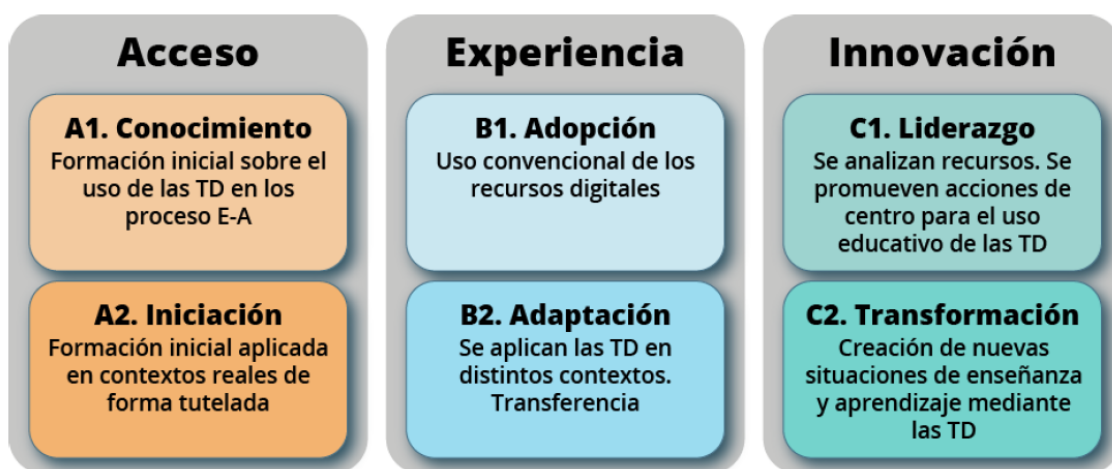 Acceso
A1. Conocimiento
Formación inicial sobre el
uso de las TD en los
proceso E-A
A2. Iniciación
Formación inicial aplicada
en contextos reales de
forma tutelada
Experiencia
B1. Adopción
Uso convencional de los
recursos digitales
B2. Adaptación
Se aplican las TD en
distintos contextos.
Transferencia
Innovación
C1. Liderazgo
Se analizan recursos. Se
promueven acciones de
centro para el uso
educativo de las TD
C2. Transformación
Creación de nuevas
situaciones de enseñanza
y aprendizaje mediante
las TD